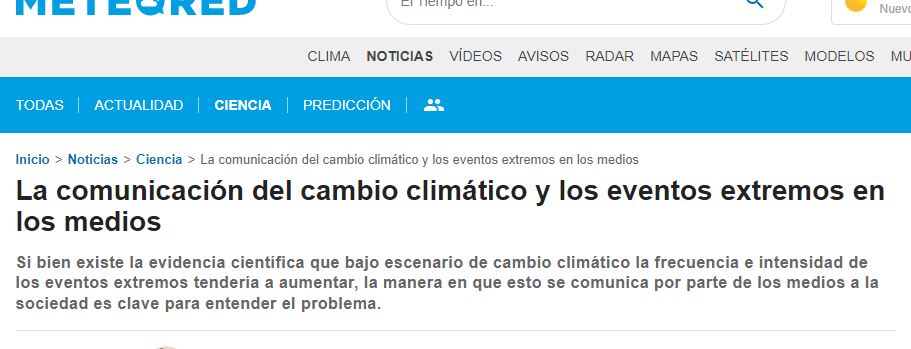 METEORED
El Tiempo en...
Nuevo
CLIMA NOTICIAS VÍDEOS AVISOS RADAR MAPAS SATÉLITES MODELOS MU
TODAS ACTUALIDAD CIENCIA PREDICCIÓN
Inicio > Noticias > Ciencia > La comunicación del cambio climático y los eventos extremos en los medios
La comunicación del cambio climático y los eventos extremos en
los medios
Si bien existe la evidencia científica que bajo escenario de cambio climático la frecuencia e intensidad de
los eventos extremos tendería a aumentar, la manera en que esto se comunica por parte de los medios a la
sociedad es clave para entender el problema.